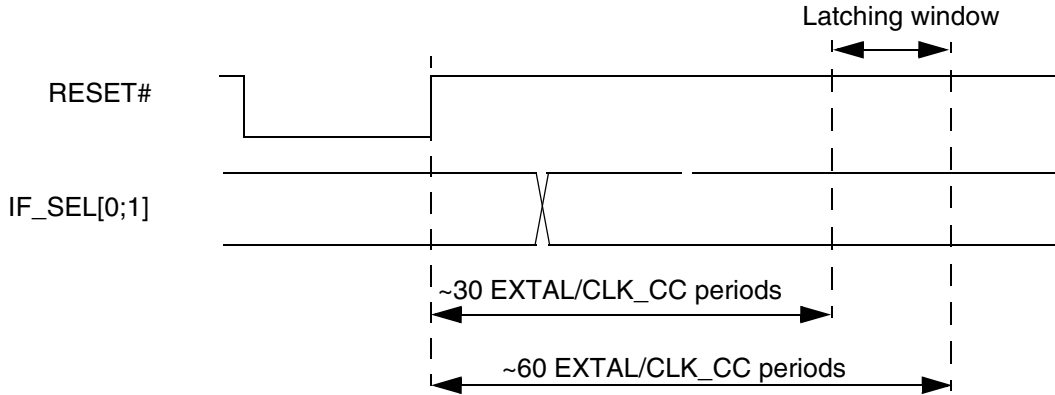 Latching window
RESET#
IF_SEL[0;1]
~30 EXTAL/CLK_CC periods
~60 EXTAL/CLK_CC periods